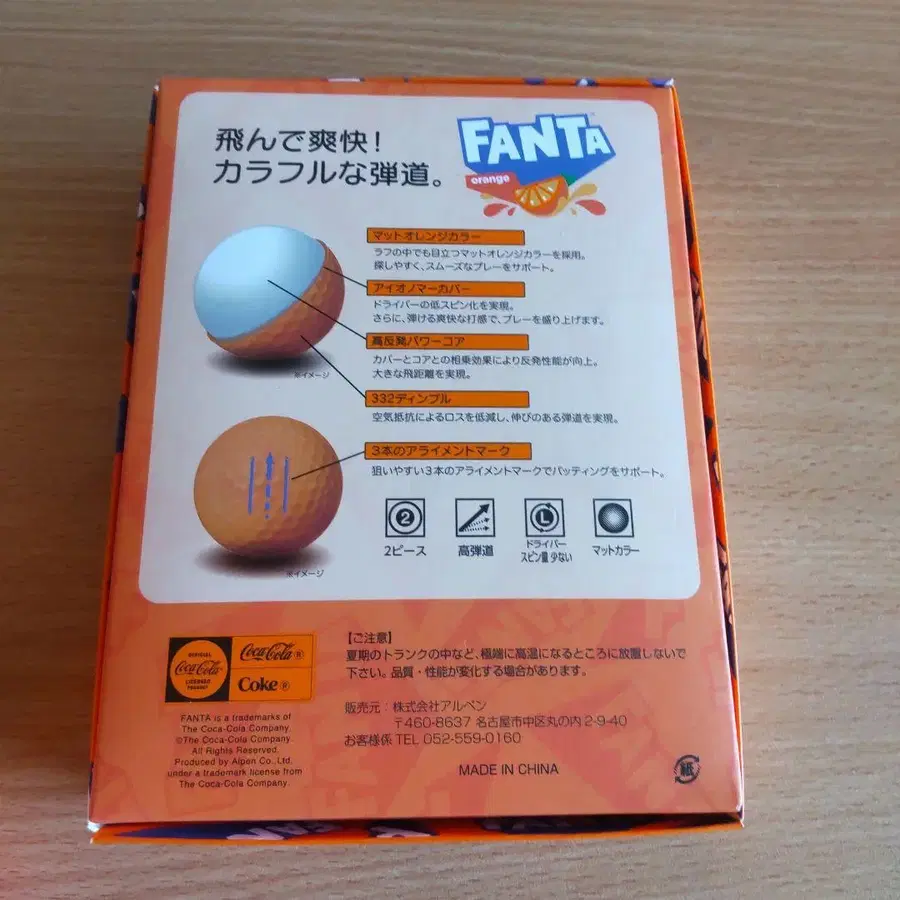 飛んで爽快！
カラフルな弾道。
FANTA
orange
マットオレンジカラー
ラフの中でも目立つマットオレンジカラーを採用。
探しやすく、スムーズなプレーをサポート。
アイオノマーカバー
ドライバーの低スピン化を実現。
さらに、弾ける爽快な打感で、プレーを盛り上げます。
高反発パワーコア
カバーとコアとの相乗効果により反発性能が向上。
大きな飛距離を実現。
※イメージ
332ディンプル
空気抵抗によるロスを低減し、伸びのある弾道を実現。
3本のアライメントマーク
狙いやすい3本のアライメントマークでパッティングをサポート。
※イメージ
2
L
2ピース
高弾道
ドライバー
スピン量 少ない
マットカラー
OFFICIAL
Coca-Cola
LICENSED
PRODUCT
Coca-Cola®
Coke®
FANTA is a trademarks of
The Coca-Cola Company.
©The Coca-Cola Company.
All Rights Reserved.
Produced by Alpen Co., Ltd.
under a trademark license from
The Coca-Cola Company.
【ご注意】
夏期のトランクの中など、極端に高温になるところに放置しないで
下さい。品質・性能が変化する場合があります。
販売元：株式会社アルペン
〒460-8637 名古屋市中区丸の内2-9-40
お客様係 TEL 052-559-0160
MADE IN CHINA
紙